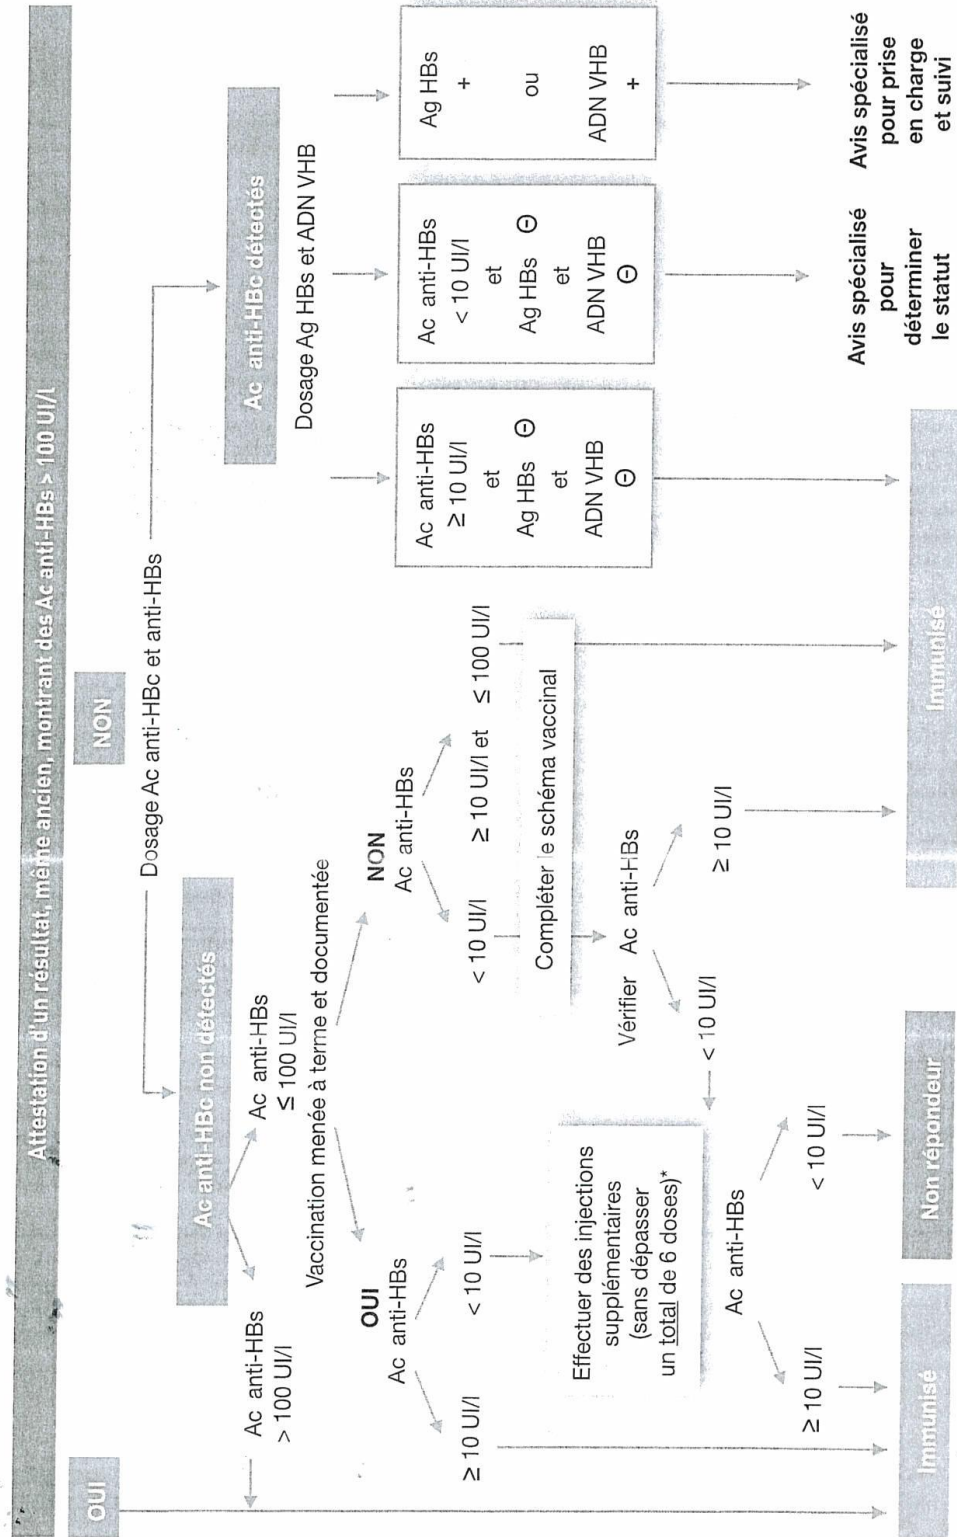 Attestation d'un résultat, même ancien, montrant des Ac anti-HBs > 100 UI/l
OUI
NON
Dosage Ac anti-HBc et anti-HBs
Ac anti-HBc non détectés
Ac anti-HBs
> 100 UI/l
Ac anti-HBs
≤ 100 UI/l
Vaccination menée à terme et documentée
OUI
Ac anti-HBs
≥ 10 UI/l
< 10 UI/l
Effectuer des injections
supplémentaires
(sans dépasser
un total de 6 doses)*
Ac anti-HBs
≥ 10 UI/l
< 10 UI/l
NON
Ac anti-HBs
< 10 UI/l
≥ 10 UI/l et ≤ 100 UI/l
Compléter le schéma vaccinal
Vérifier Ac anti-HBs
< 10 UI/l
≥ 10 UI/l
Ac anti-HBc détectés
Dosage Ag HBs et ADN VHB
Ac anti-HBs
≥ 10 UI/l
et
Ag HBs ⊖
et
ADN VHB
⊖
Ac anti-HBs
< 10 UI/l
et
Ag HBs ⊖
et
ADN VHB
⊖
Ag HBs
+
ou
ADN VHB
+
Immunisé
Non répondeur
Immunisé
Avis spécialisé
pour
déterminer
le statut
Avis spécialisé
pour prise
en charge
et suivi